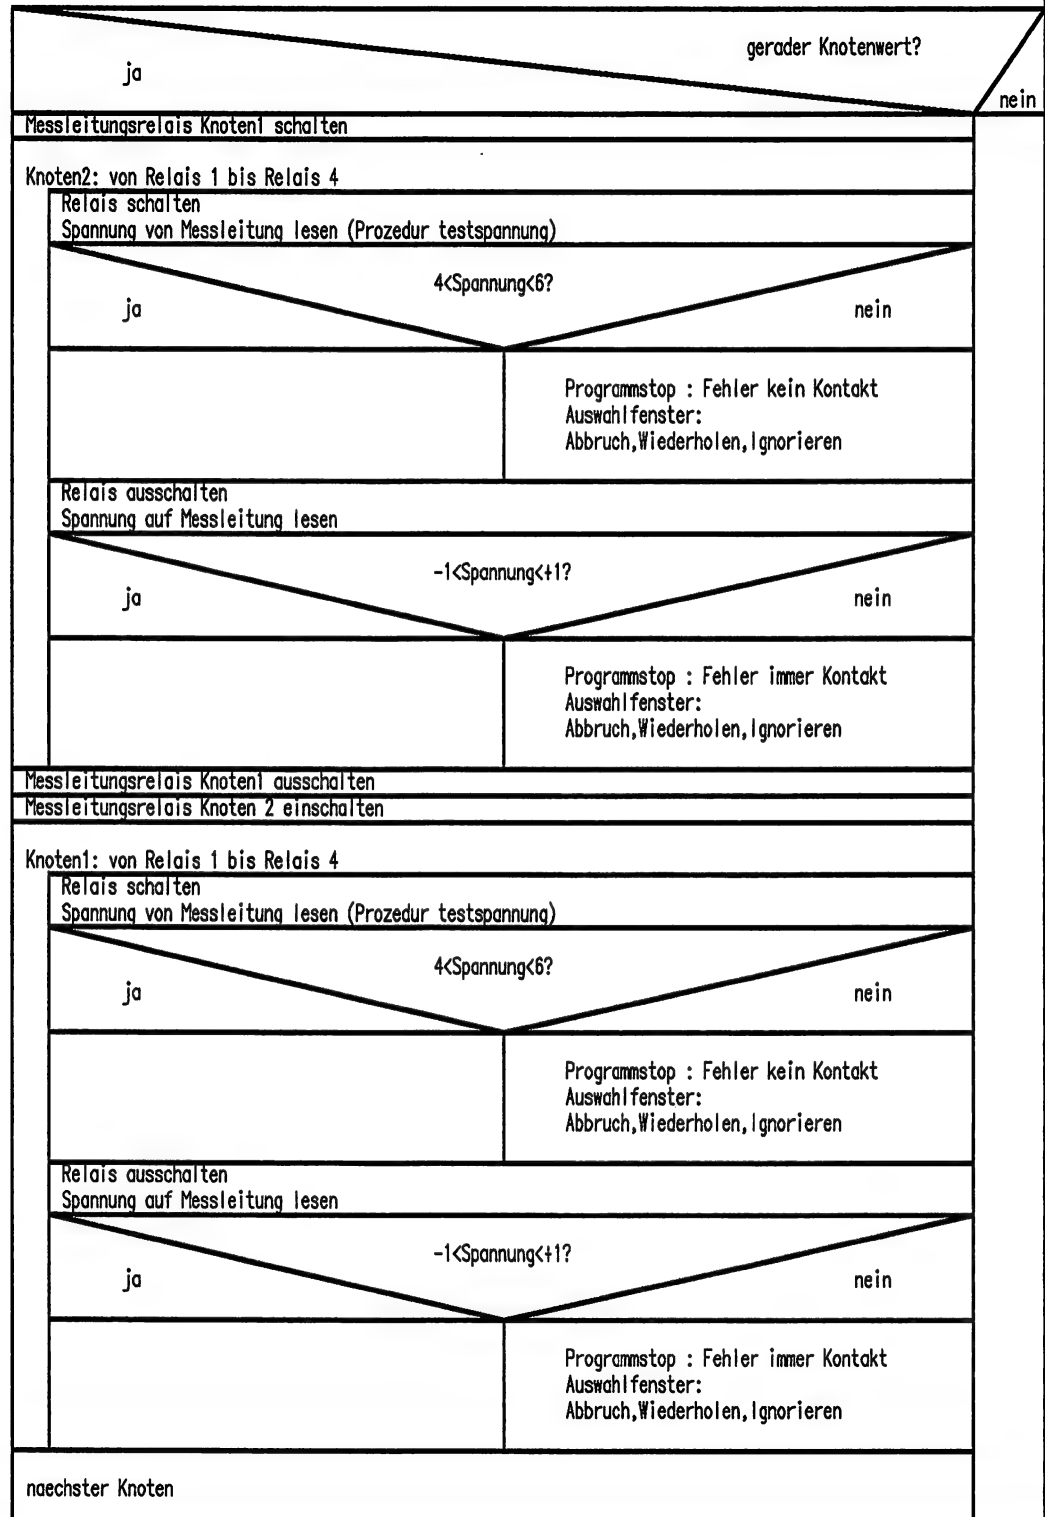 gerader Knotenwert?
ja
nein
Messleitungsrelais Knoten1 schalten
Knoten2: von Relais 1 bis Relais 4
Relais schalten
Spannung von Messleitung lesen (Prozedur testspannung)
4<Spannung<6?
ja
nein
Programmstop : Fehler kein Kontakt
Auswahlfenster:
Abbruch,Wiederholen,Ignorieren
Relais ausschalten
Spannung auf Messleitung lesen
-1<Spannung<+1?
ja
nein
Programmstop : Fehler immer Kontakt
Auswahlfenster:
Abbruch,Wiederholen,Ignorieren
Messleitungsrelais Knoten1 ausschalten
Messleitungsrelais Knoten 2 einschalten
Knoten1: von Relais 1 bis Relais 4
Relais schalten
Spannung von Messleitung lesen (Prozedur testspannung)
4<Spannung<6?
ja
nein
Programmstop : Fehler kein Kontakt
Auswahlfenster:
Abbruch,Wiederholen,Ignorieren
Relais ausschalten
Spannung auf Messleitung lesen
-1<Spannung<+1?
ja
nein
Programmstop : Fehler immer Kontakt
Auswahlfenster:
Abbruch,Wiederholen,Ignorieren
naechster Knoten